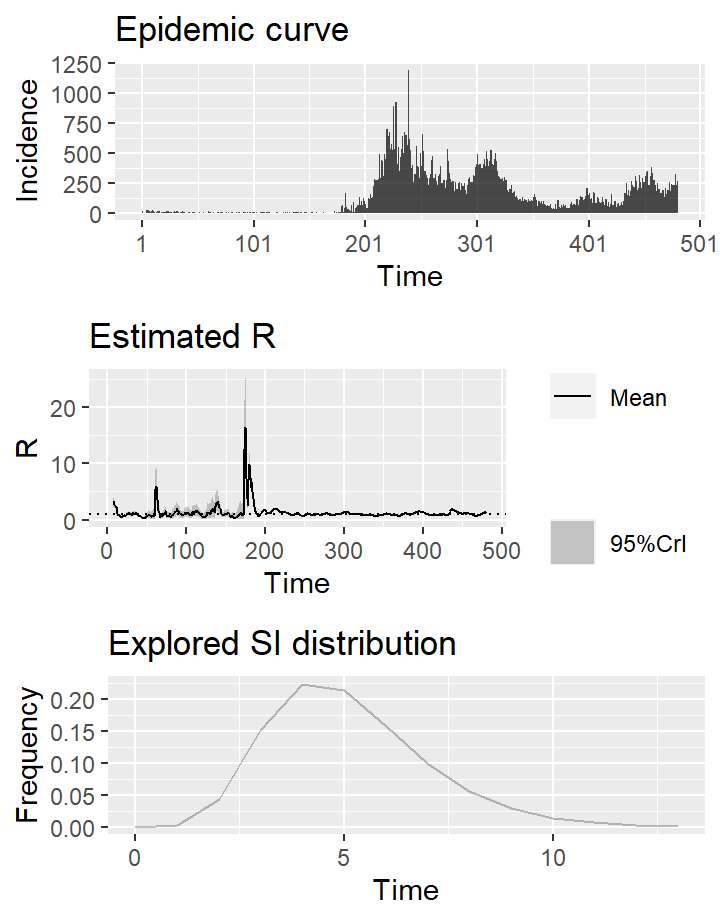 Epidemic curve
Incidence
1250
1000
750
500
250
0
1 101 201 301 401 501
Time
Estimated R
R
20
10
0
0 100 200 300 400 500
Time
Mean
95%CrI
Explored SI distribution
Frequency
0.20
0.15
0.10
0.05
0.00
0 5 10
Time